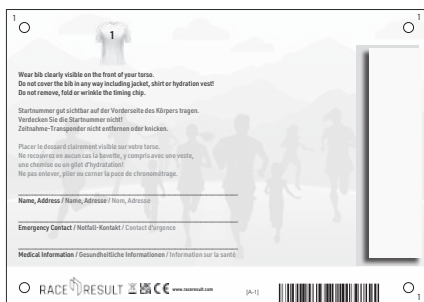 1
1
1
Wear bib clearly visible on the front of your torso.
Do not cover the bib in any way including jacket, shirt or hydration vest!
Do not remove, fold or wrinkle the timing chip.
Startnummer gut sichtbar auf der Vorderseite des Körpers tragen.
Verdecken Sie die Startnummer nicht!
Zeitnahme-Transponder nicht entfernen oder knicken.
Placer le dossard clairement visible sur votre torse.
Ne recouvrez en aucun cas la bavette, y compris avec une veste,
une chemise ou un gilet d'hydratation!
Ne pas enlever, plier ou corner la puce de chronométrage.
Name, Address / Name, Adresse / Nom, Adresse
Emergency Contact / Notfall-Kontakt / Contact d'urgence
Medical Information / Gesundheitliche Informationen / Information sur la santé
RACE RESULT CE www.raceresult.com [A-1]
1